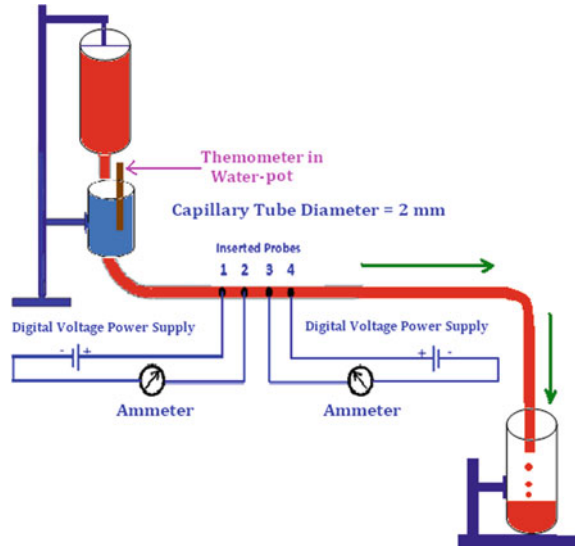 Themometer in
Water-pot
Capillary Tube Diameter = 2 mm
Inserted Probes
1 2 3 4
Digital Voltage Power Supply
Digital Voltage Power Supply
- +
+ -
Ammeter
Ammeter